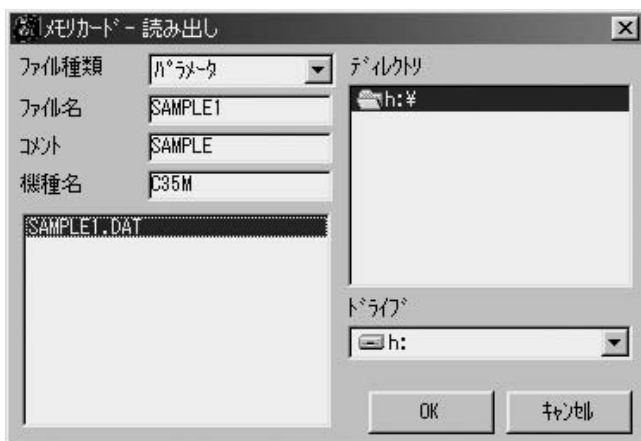 ﾒﾓﾘｶｰﾄﾞ - 読み出し
ﾌｧｲﾙ種類
ﾊﾟﾗﾒｰﾀ
ﾌｧｲﾙ名
SAMPLE1
ｺﾒﾝﾄ
SAMPLE
機種名
C35M
SAMPLE1.DAT
ﾃﾞｨﾚｸﾄﾘ
h:¥
ﾄﾞﾗｲﾌﾞ
h:
OK
ｷｬﾝｾﾙ